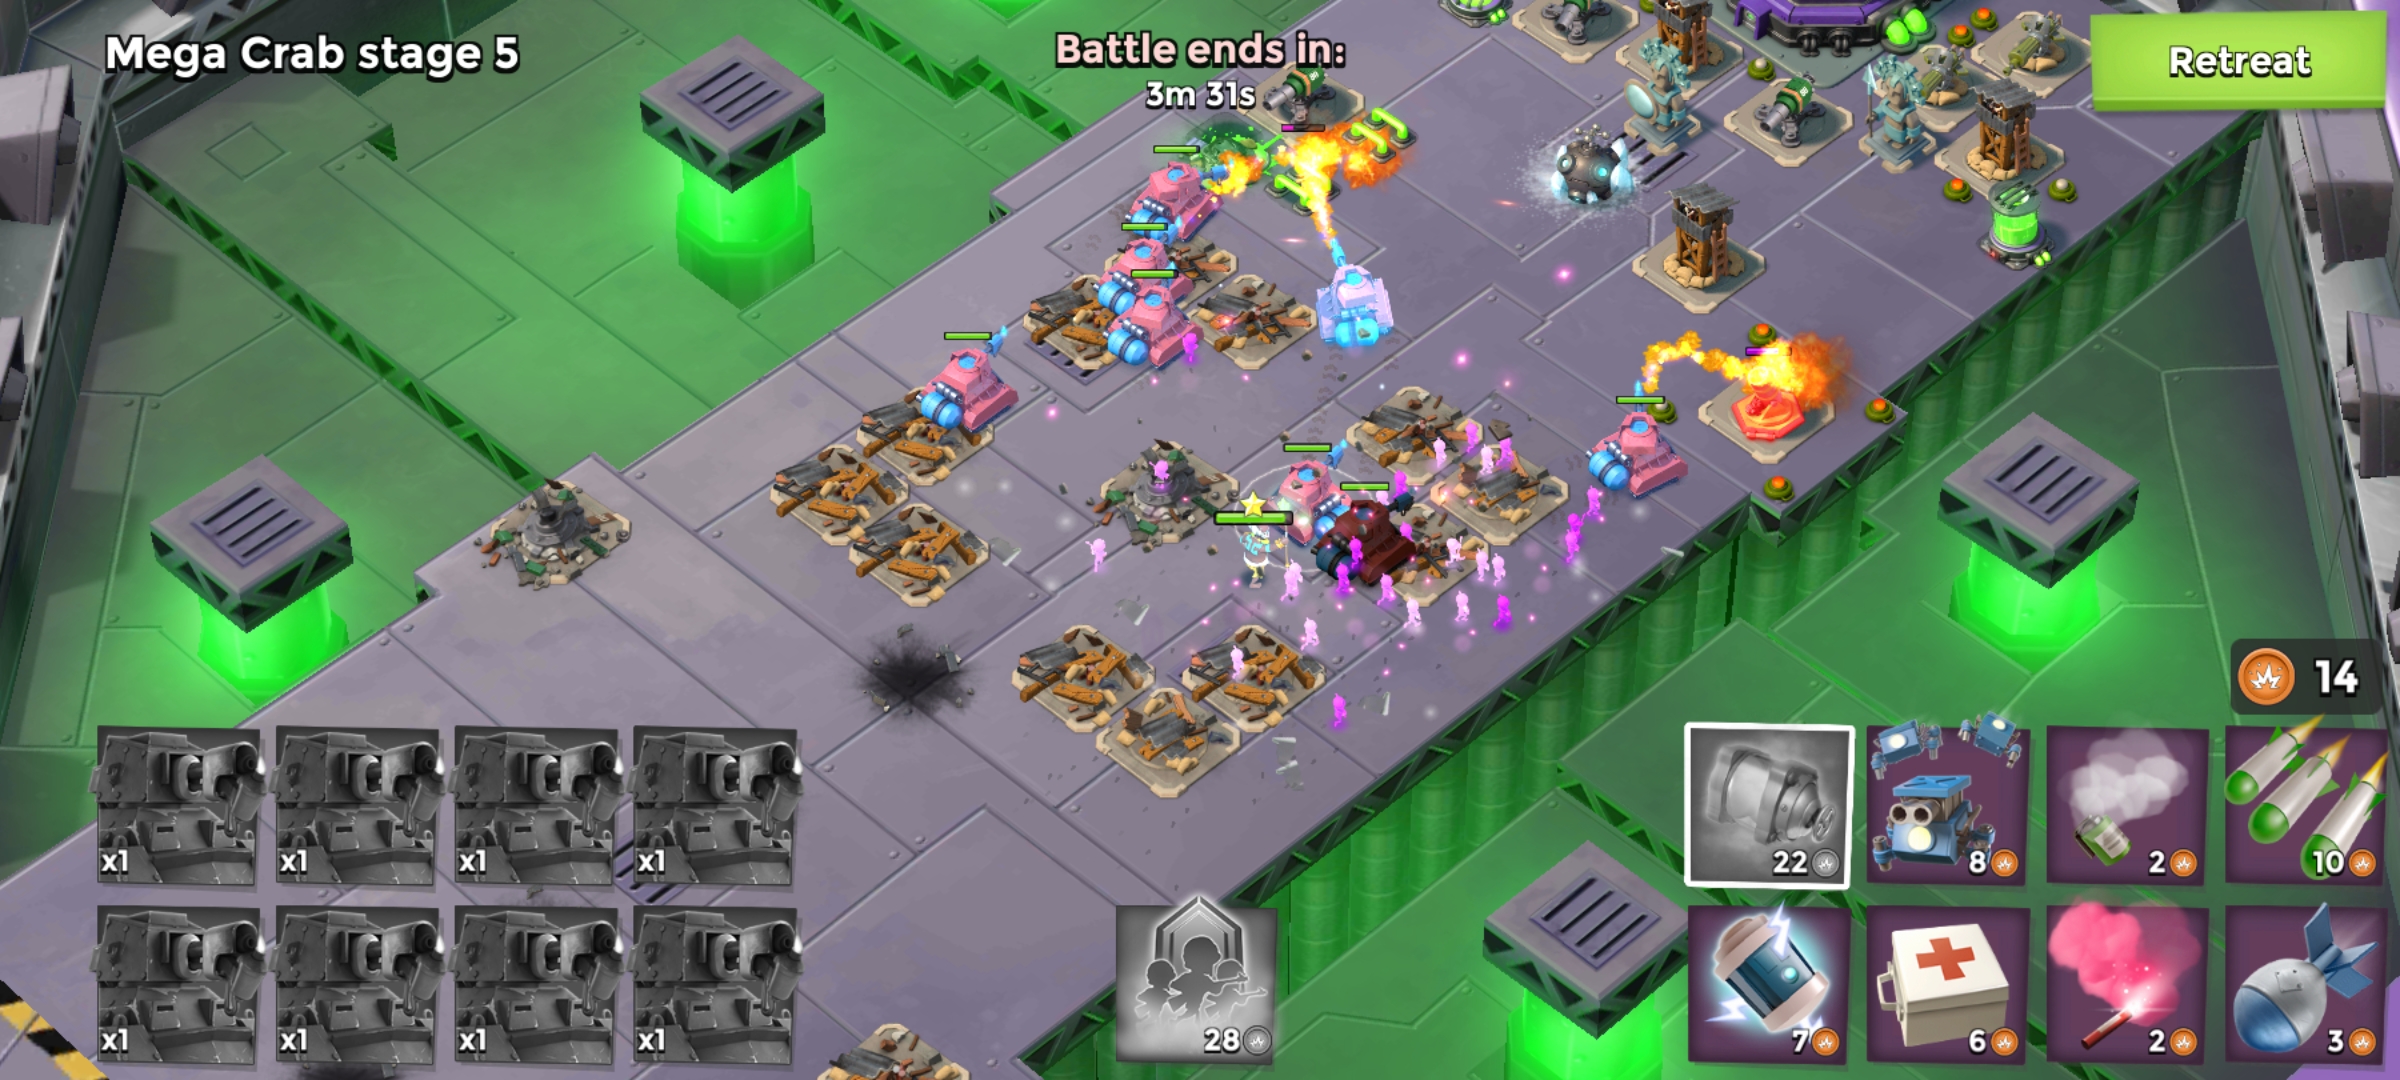 Mega Crab stage 5
Battle ends in:
3m 31s
Retreat
14
x1
x1
x1
x1
22
8
2
10
x1
x1
x1
x1
28
7
6
2
3